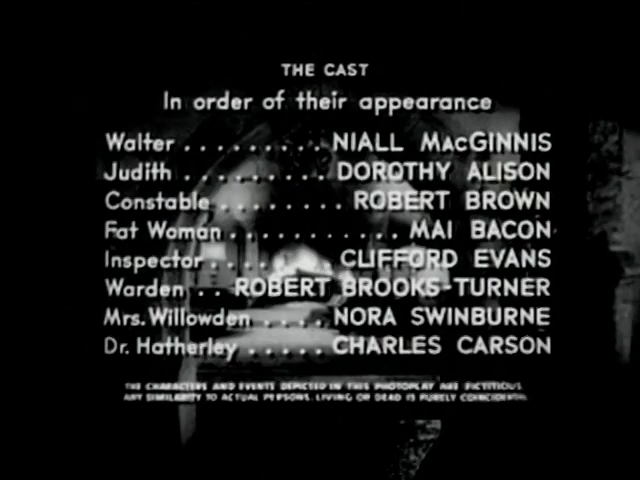 THE CAST
In order of their appearance
Walter ......... NIALL MACGINNIS
Judith ......... DOROTHY ALISON
Constable ........ ROBERT BROWN
Fat Woman ........... MAI BACON
Inspector ....... CLIFFORD EVANS
Warden .. ROBERT BROOKS-TURNER
Mrs. Willowden .... NORA SWINBURNE
Dr. Hatherley ..... CHARLES CARSON
THE CHARACTERS AND EVENTS DEPICTED IN THIS PHOTOPLAY ARE FICTITIOUS.
ANY SIMILARITY TO ACTUAL PERSONS, LIVING OR DEAD IS PURELY COINCIDENTAL.